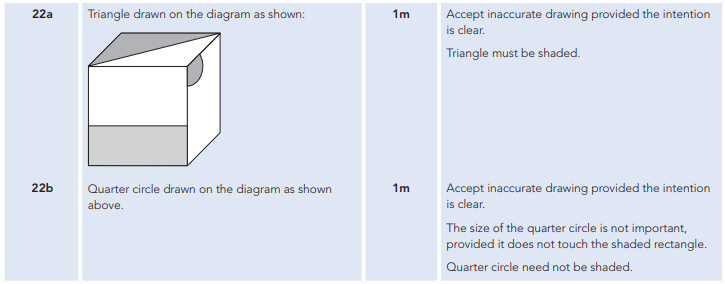 22a
Triangle drawn on the diagram as shown:
1m
Accept inaccurate drawing provided the intention
is clear.
Triangle must be shaded.
22b
Quarter circle drawn on the diagram as shown
above.
1m
Accept inaccurate drawing provided the intention
is clear.
The size of the quarter circle is not important,
provided it does not touch the shaded rectangle.
Quarter circle need not be shaded.